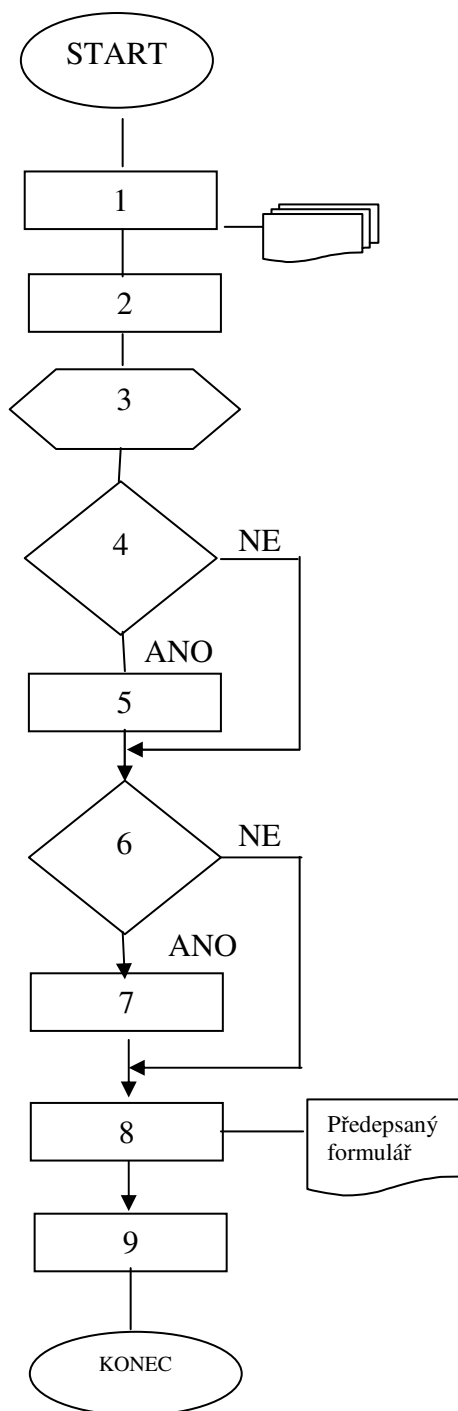 START
1
2
3
4
NE
ANO
5
6
NE
ANO
7
8
Předepsaný
formulář
9
KONEC